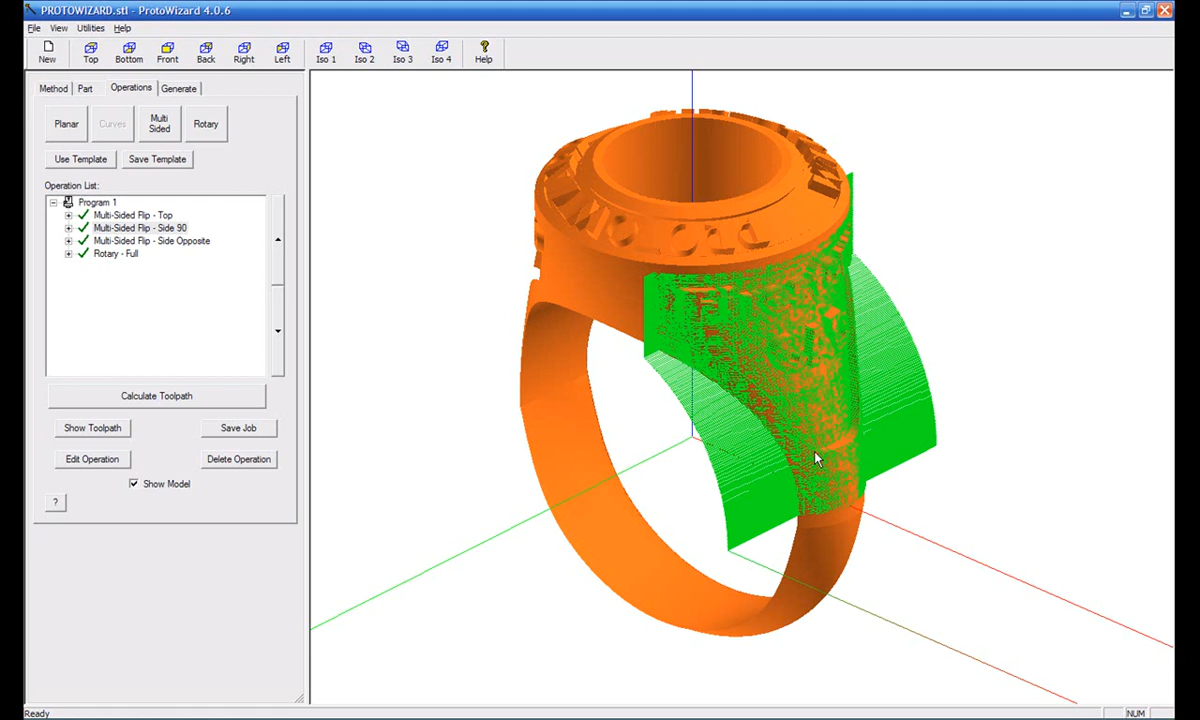 PROTOWIZARD.stl - ProtoWizard 4.0.6
File View Utilities Help
New Top Bottom Front Back Right Left Iso 1 Iso 2 Iso 3 Iso 4 Help
Method Part Operations Generate
Planar Curves Multi Sided Rotary
Use Template Save Template
Operation List:
Program 1
Multi-Sided Flip - Top
Multi-Sided Flip - Side 90
Multi-Sided Flip - Side Opposite
Rotary - Full
Calculate Toolpath
Show Toolpath Save Job
Edit Operation Delete Operation
Show Model
?
Ready NUM